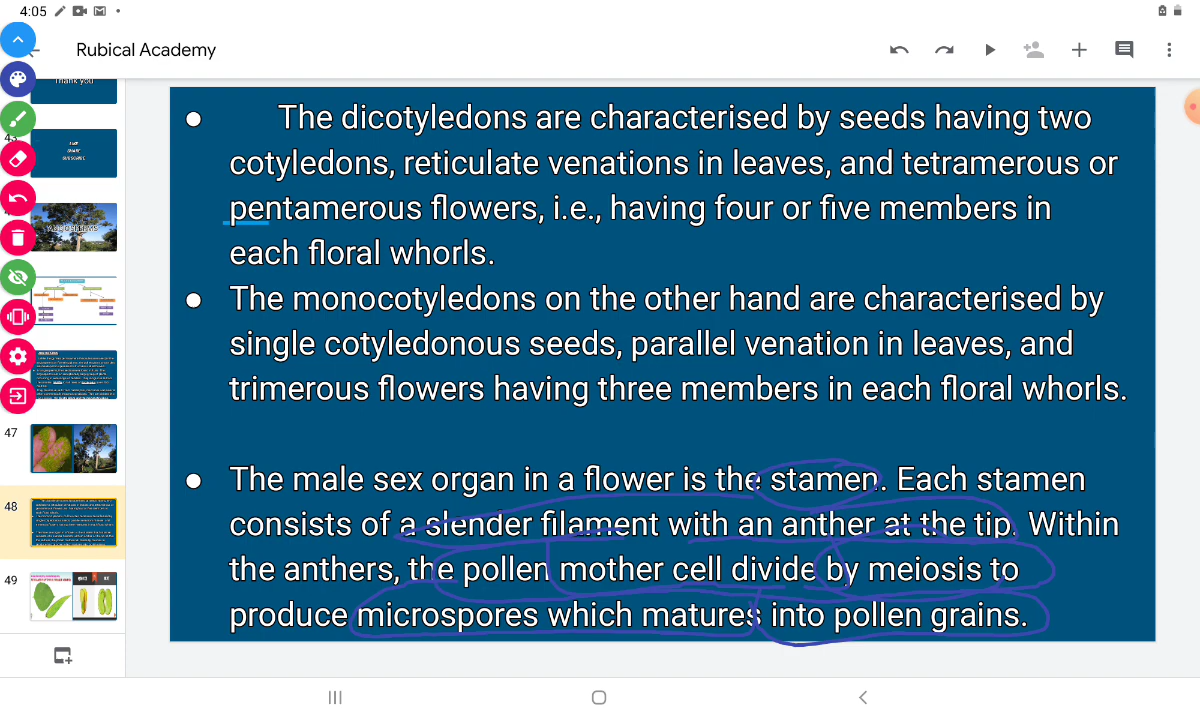 4:05
Rubical Academy
Thank you
LIKE
SHARE
SUBSCRIBE
47
48
49
● The dicotyledons are characterised by seeds having two
cotyledons, reticulate venations in leaves, and tetramerous or
pentamerous flowers, i.e., having four or five members in
each floral whorls.
● The monocotyledons on the other hand are characterised by
single cotyledonous seeds, parallel venation in leaves, and
trimerous flowers having three members in each floral whorls.
● The male sex organ in a flower is the stamen. Each stamen
consists of a slender filament with an anther at the tip. Within
the anthers, the pollen mother cell divide by meiosis to
produce microspores which matures into pollen grains.